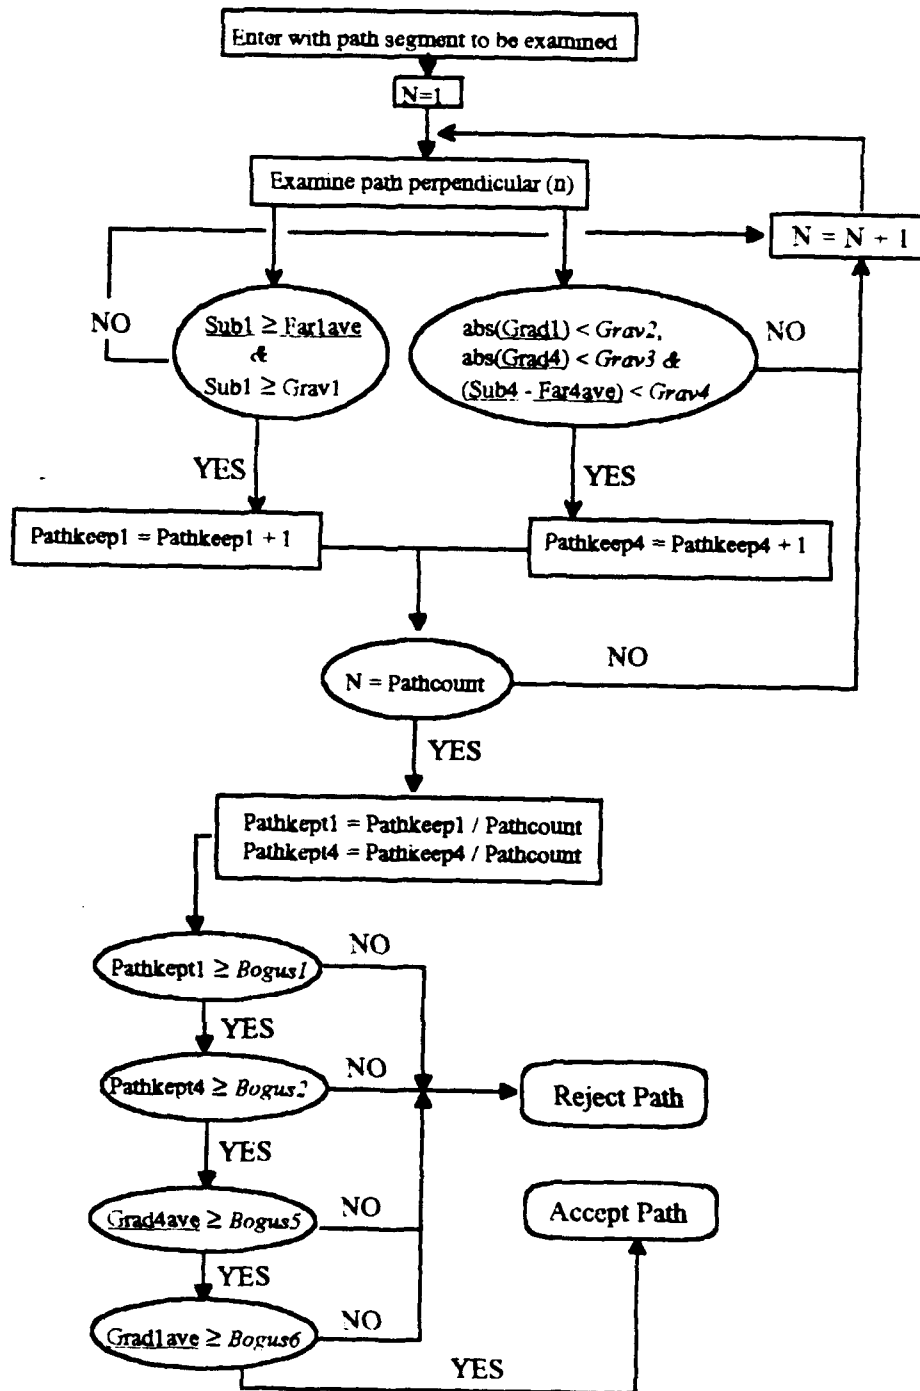 Enter with path segment to be examined
N=1
Examine path perpendicular (n)
N = N + 1
NO
Sub1 ≥ Far1ave
&
Sub1 ≥ Grav1
abs(Grad1) < Grav2,
abs(Grad4) < Grav3 &
(Sub4 - Far4ave) < Grav4
NO
YES
YES
Pathkeep1 = Pathkeep1 + 1
Pathkeep4 = Pathkeep4 + 1
N = Pathcount
NO
YES
Pathkept1 = Pathkeep1 / Pathcount
Pathkept4 = Pathkeep4 / Pathcount
Pathkept1 ≥ Bogus1
NO
YES
Pathkept4 ≥ Bogus2
NO
Reject Path
YES
Grad4ave ≥ Bogus5
NO
Accept Path
YES
Grad1ave ≥ Bogus6
NO
YES